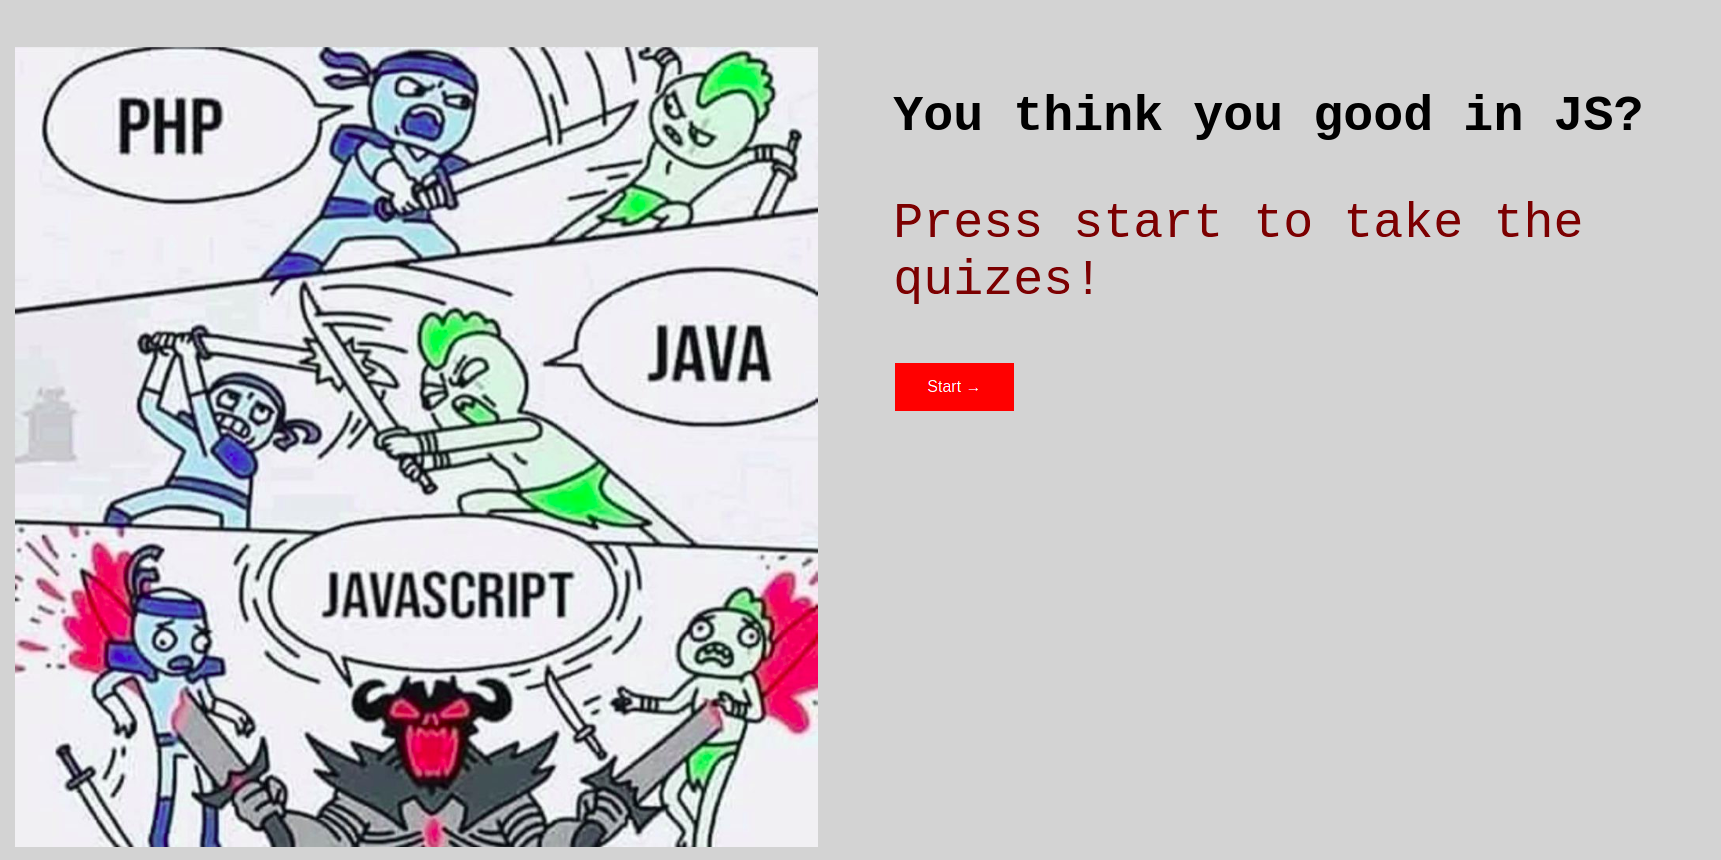 PHP
JAVA
JAVASCRIPT
You think you good in JS?
Press start to take the
quizes!
Start →